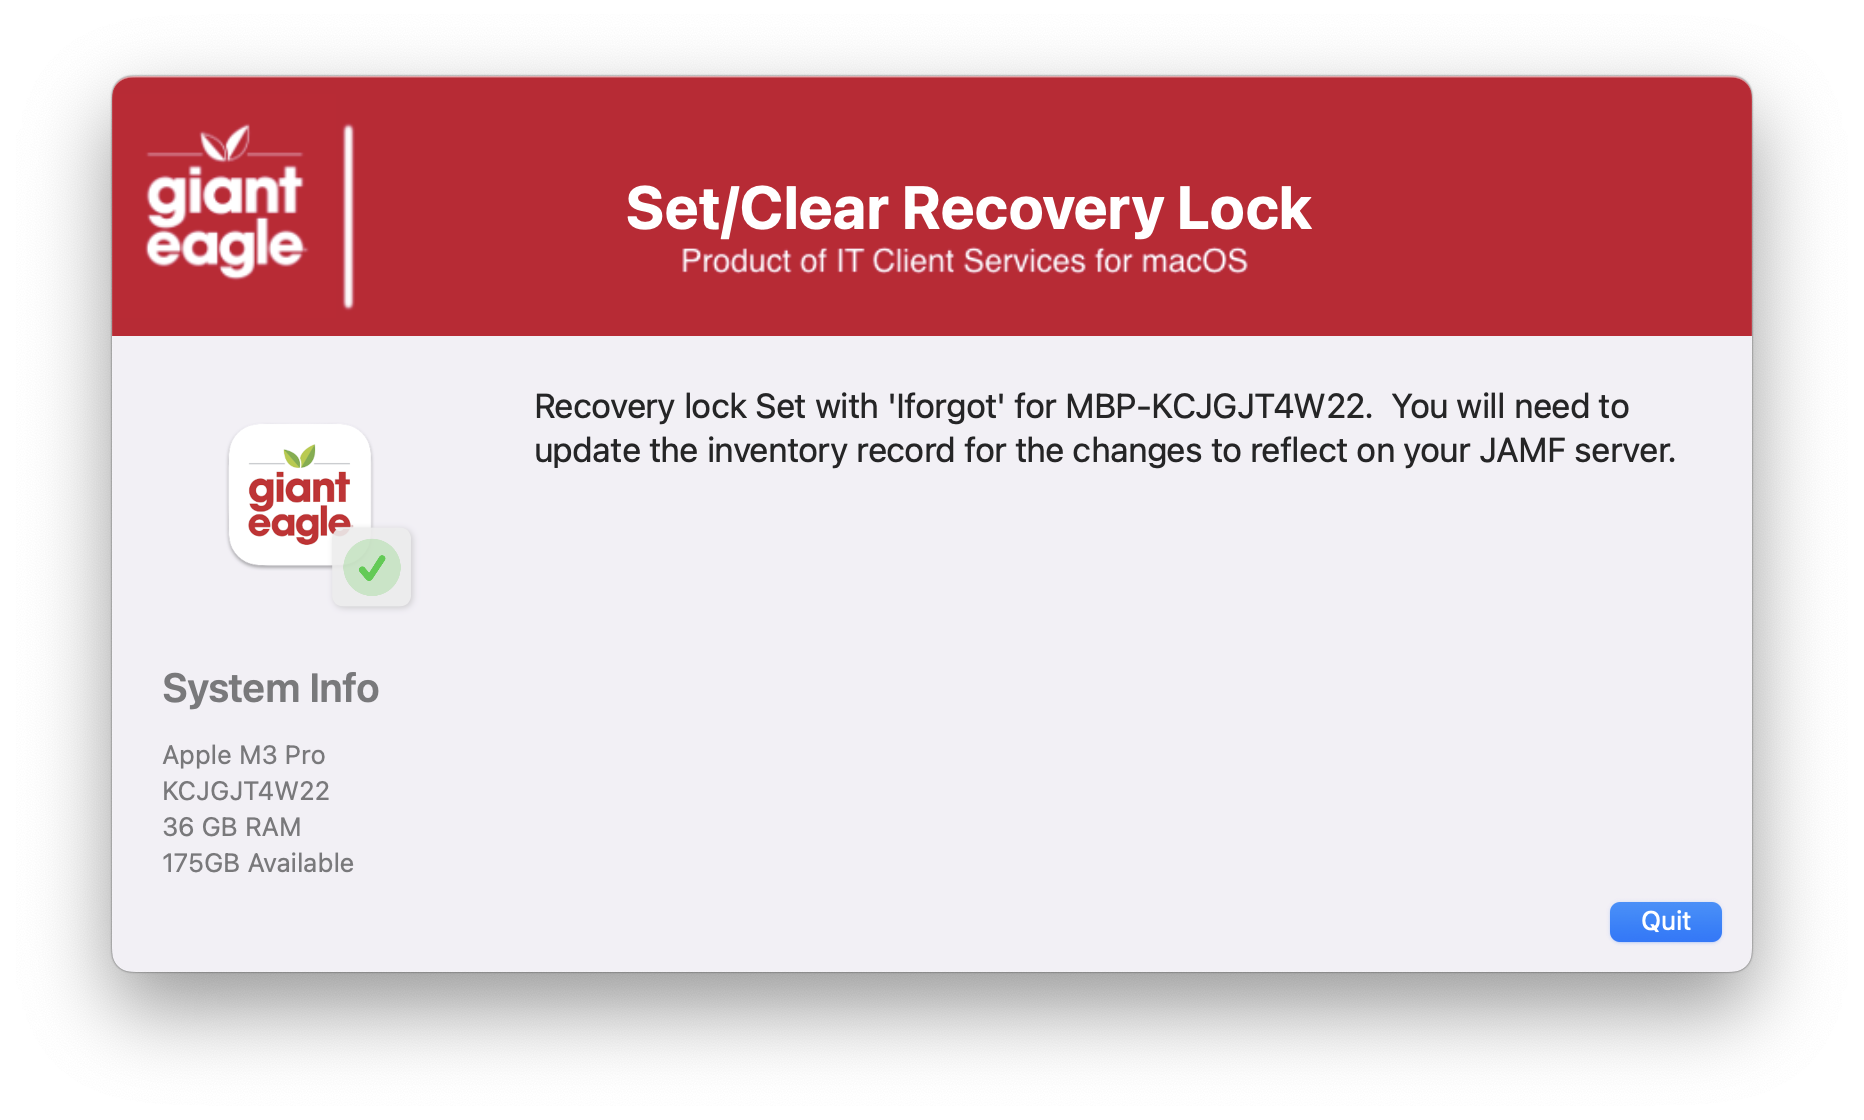 giant
eagle
Set/Clear Recovery Lock
Product of IT Client Services for macOS
Recovery lock Set with 'Iforgot' for MBP-KCJGJT4W22.  You will need to
update the inventory record for the changes to reflect on your JAMF server.
giant
eagle
System Info
Apple M3 Pro
KCJGJT4W22
36 GB RAM
175GB Available
Quit